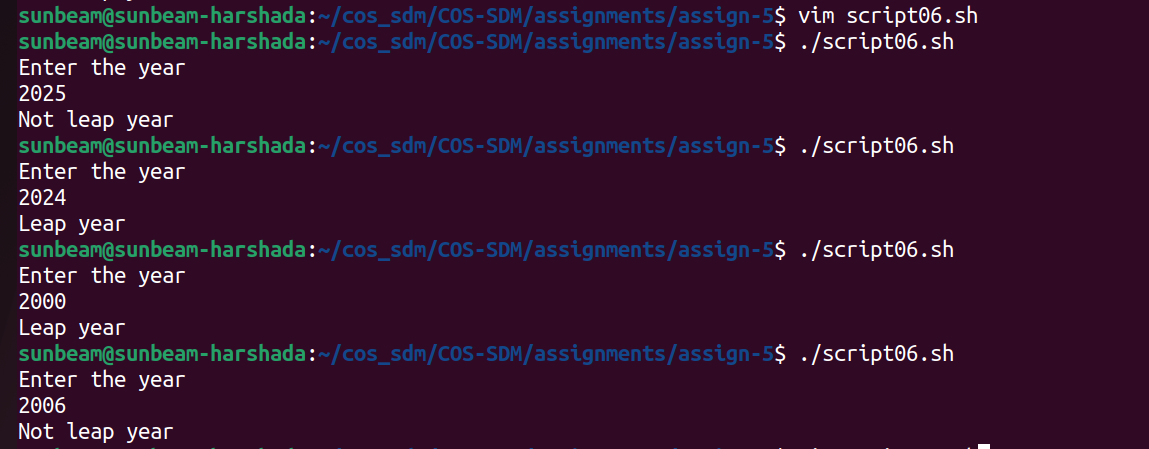 sunbeam@sunbeam-harshada:~/cos_sdm/COS-SDM/assignments/assign-5$ vim script06.sh
sunbeam@sunbeam-harshada:~/cos_sdm/COS-SDM/assignments/assign-5$ ./script06.sh
Enter the year
2025
Not leap year
sunbeam@sunbeam-harshada:~/cos_sdm/COS-SDM/assignments/assign-5$ ./script06.sh
Enter the year
2024
Leap year
sunbeam@sunbeam-harshada:~/cos_sdm/COS-SDM/assignments/assign-5$ ./script06.sh
Enter the year
2000
Leap year
sunbeam@sunbeam-harshada:~/cos_sdm/COS-SDM/assignments/assign-5$ ./script06.sh
Enter the year
2006
Not leap year